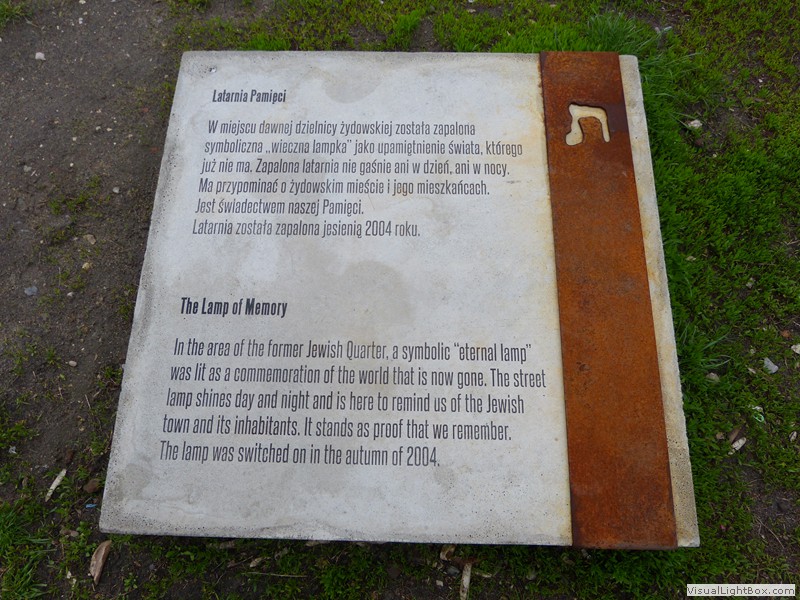 Latarnia Pamięci
W miejscu dawnej dzielnicy żydowskiej została zapalona
symboliczna „wieczna lampka” jako upamiętnienie świata, którego
już nie ma. Zapalona latarnia nie gaśnie ani w dzień, ani w nocy.
Ma przypominać o żydowskim mieście i jego mieszkańcach.
Jest świadectwem naszej Pamięci.
Latarnia została zapalona jesienią 2004 roku.
The Lamp of Memory
In the area of the former Jewish Quarter, a symbolic “eternal lamp”
was lit as a commemoration of the world that is now gone. The street
lamp shines day and night and is here to remind us of the Jewish
town and its inhabitants. It stands as proof that we remember.
The lamp was switched on in the autumn of 2004.
ת
VisualLightBox.com